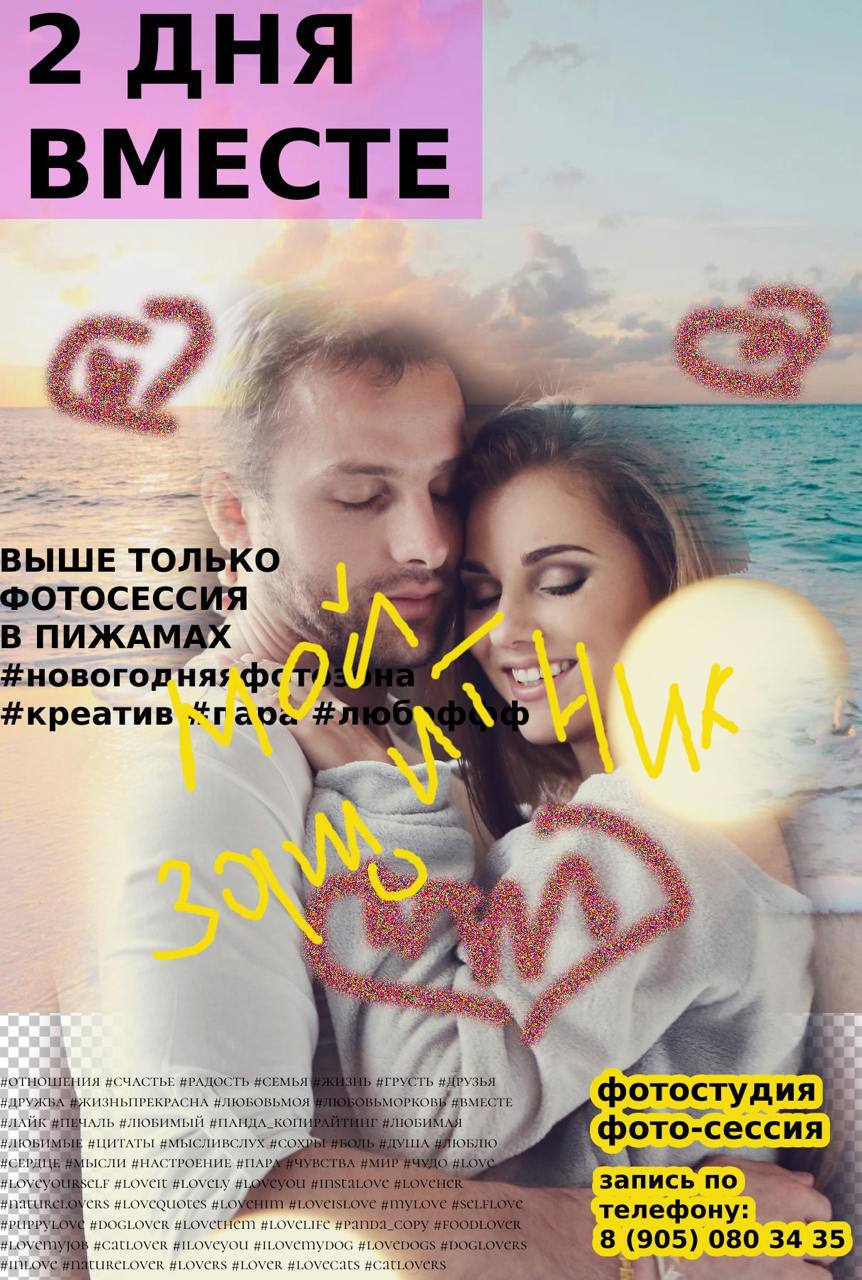 2 ДНЯ
ВМЕСТЕ
ВЫШЕ ТОЛЬКО
ФОТОСЕССИЯ
В ПИЖАМАХ
#новогодняяфотозона
#креатив #пара #любоффф
мой
защитник
#ОТНОШЕНИЯ #СЧАСТЬЕ #РАДОСТЬ #СЕМЬЯ #ЖИЗНЬ #ГРУСТЬ #ДРУЗЬЯ
#ДРУЖБА #ЖИЗНЬПРЕКРАСНА #ЛЮБОВЬМОЯ #ЛЮБОВЬМОРКОВЬ #ВМЕСТЕ
#ЛАЙК #ПЕЧАЛЬ #ЛЮБИМЫЙ #ПАНДА_КОПИРАЙТИНГ #ЛЮБИМАЯ
#ЛЮБИМЫЕ #ЦИТАТЫ #МЫСЛИВСЛУХ #СОХРЫ #БОЛЬ #ДУША #ЛЮБЛЮ
#СЕРДЦЕ #МЫСЛИ #НАСТРОЕНИЕ #ПАРА #ЧУВСТВА #МИР #ЧУДО #Love
#Loveyourself #Loveit #Lovely #Loveyou #instaLove #LoveHer
#natureLovers #LoveQuotes #LoveHim #LoveisLove #myLove #selfLove
#puppyLove #dogLover #LoveTHem #LoveLife #panda_copy #foodLover
#Lovemyjob #catLover #iLoveyou #iLovemydog #Lovedogs #dogLovers
#inLove #natureLover #Lovers #Lover #Lovecats #catLovers
фотостудия
фото-сессия
запись по
телефону:
8 (905) 080 34 35